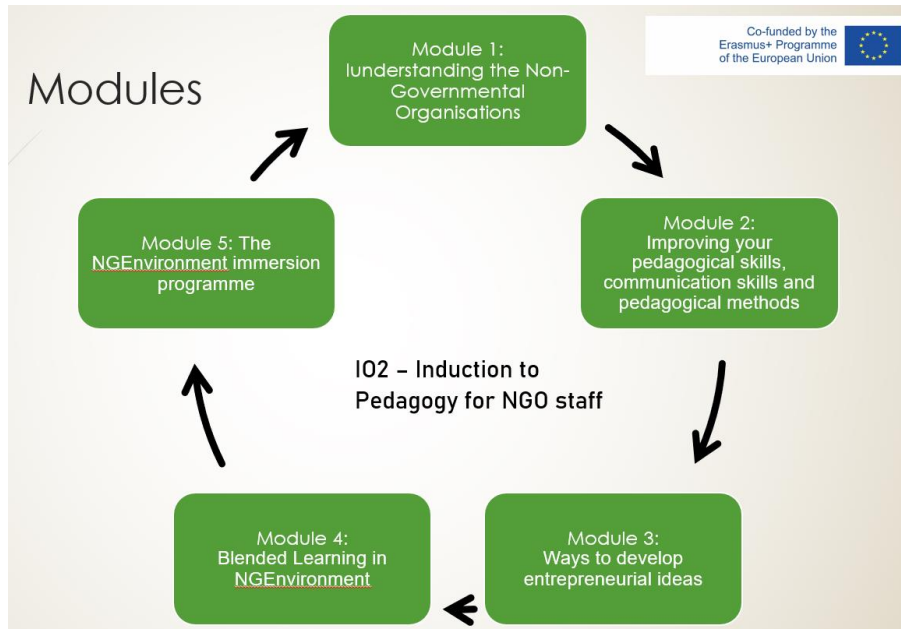 Modules
Co-funded by the
Erasmus+ Programme
of the European Union
Module 1:
Iunderstanding the Non-
Governmental
Organisations
Module 2:
Improving your
pedagogical skills,
communication skills and
pedagogical methods
Module 3:
Ways to develop
entrepreneurial ideas
Module 4:
Blended Learning in
NGEnvironment
Module 5: The
NGEnvironment immersion
programme
IO2 – Induction to
Pedagogy for NGO staff